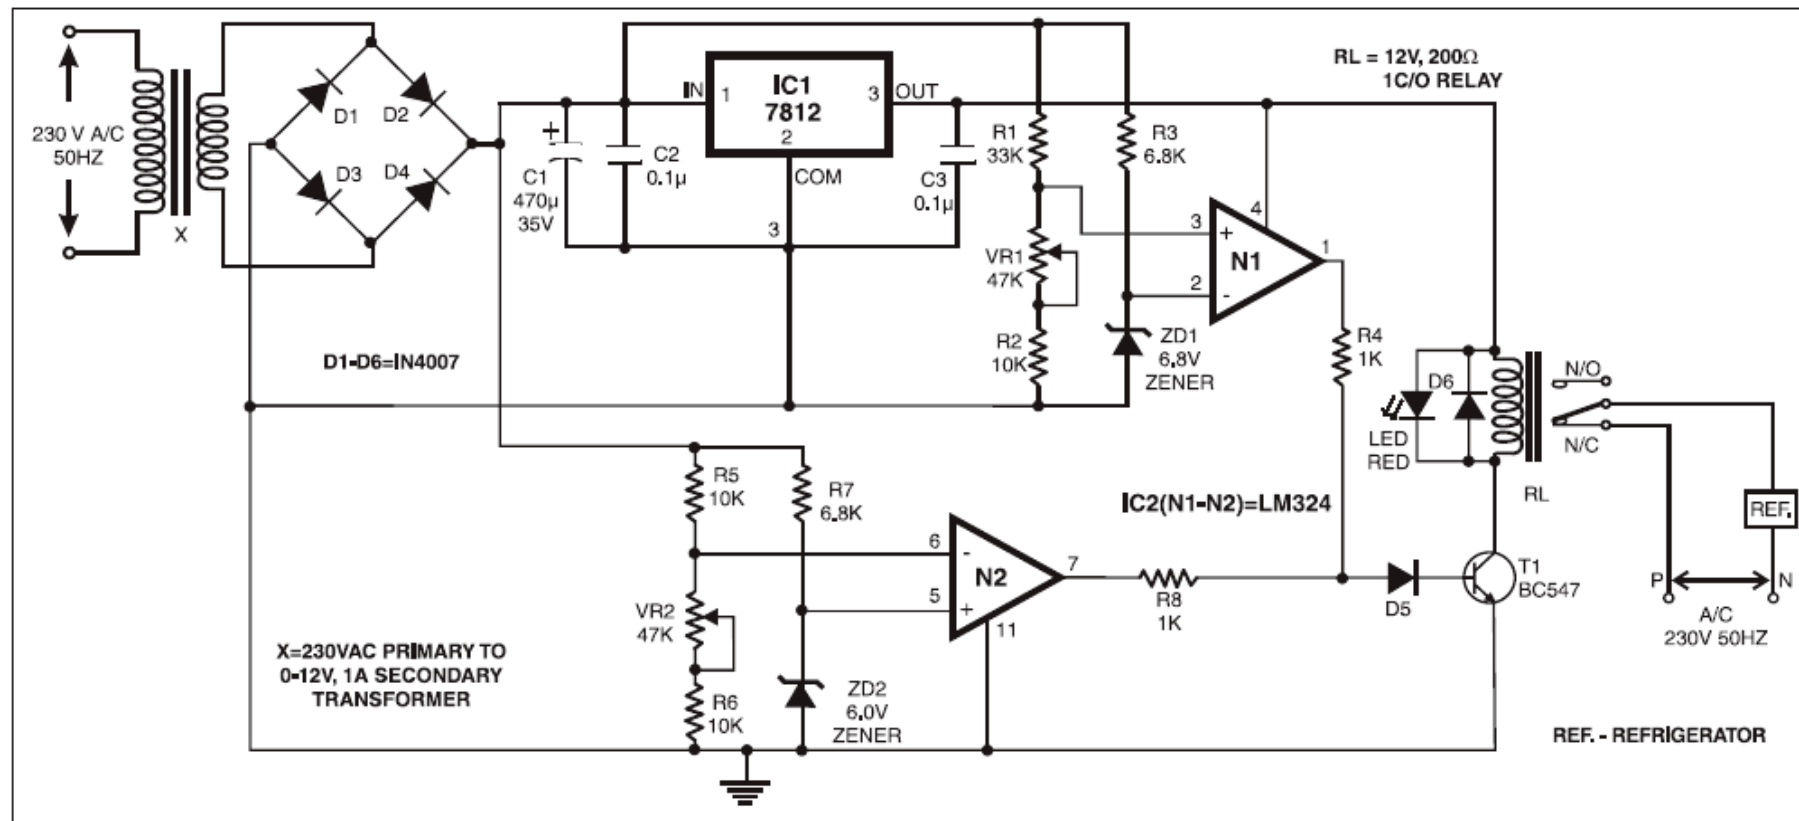 230 V A/C
50HZ
X
D1
D2
D3
D4
D1-D6=IN4007
X=230VAC PRIMARY TO
0-12V, 1A SECONDARY
TRANSFORMER
+
C1
470µ
35V
C2
0.1µ
IN
1
IC1
7812
2
3
OUT
COM
3
C3
0.1µ
R1
33K
VR1
47K
R2
10K
R3
6.8K
ZD1
6.8V
ZENER
3
+
2
-
4
N1
1
R4
1K
RL = 12V, 200Ω
1C/O RELAY
LED
RED
D6
RL
N/O
N/C
REF.
P
N
A/C
230V 50HZ
R5
10K
VR2
47K
R6
10K
R7
6.8K
ZD2
6.0V
ZENER
6
-
5
+
N2
11
7
IC2(N1-N2)=LM324
R8
1K
D5
T1
BC547
REF. - REFRIGERATOR